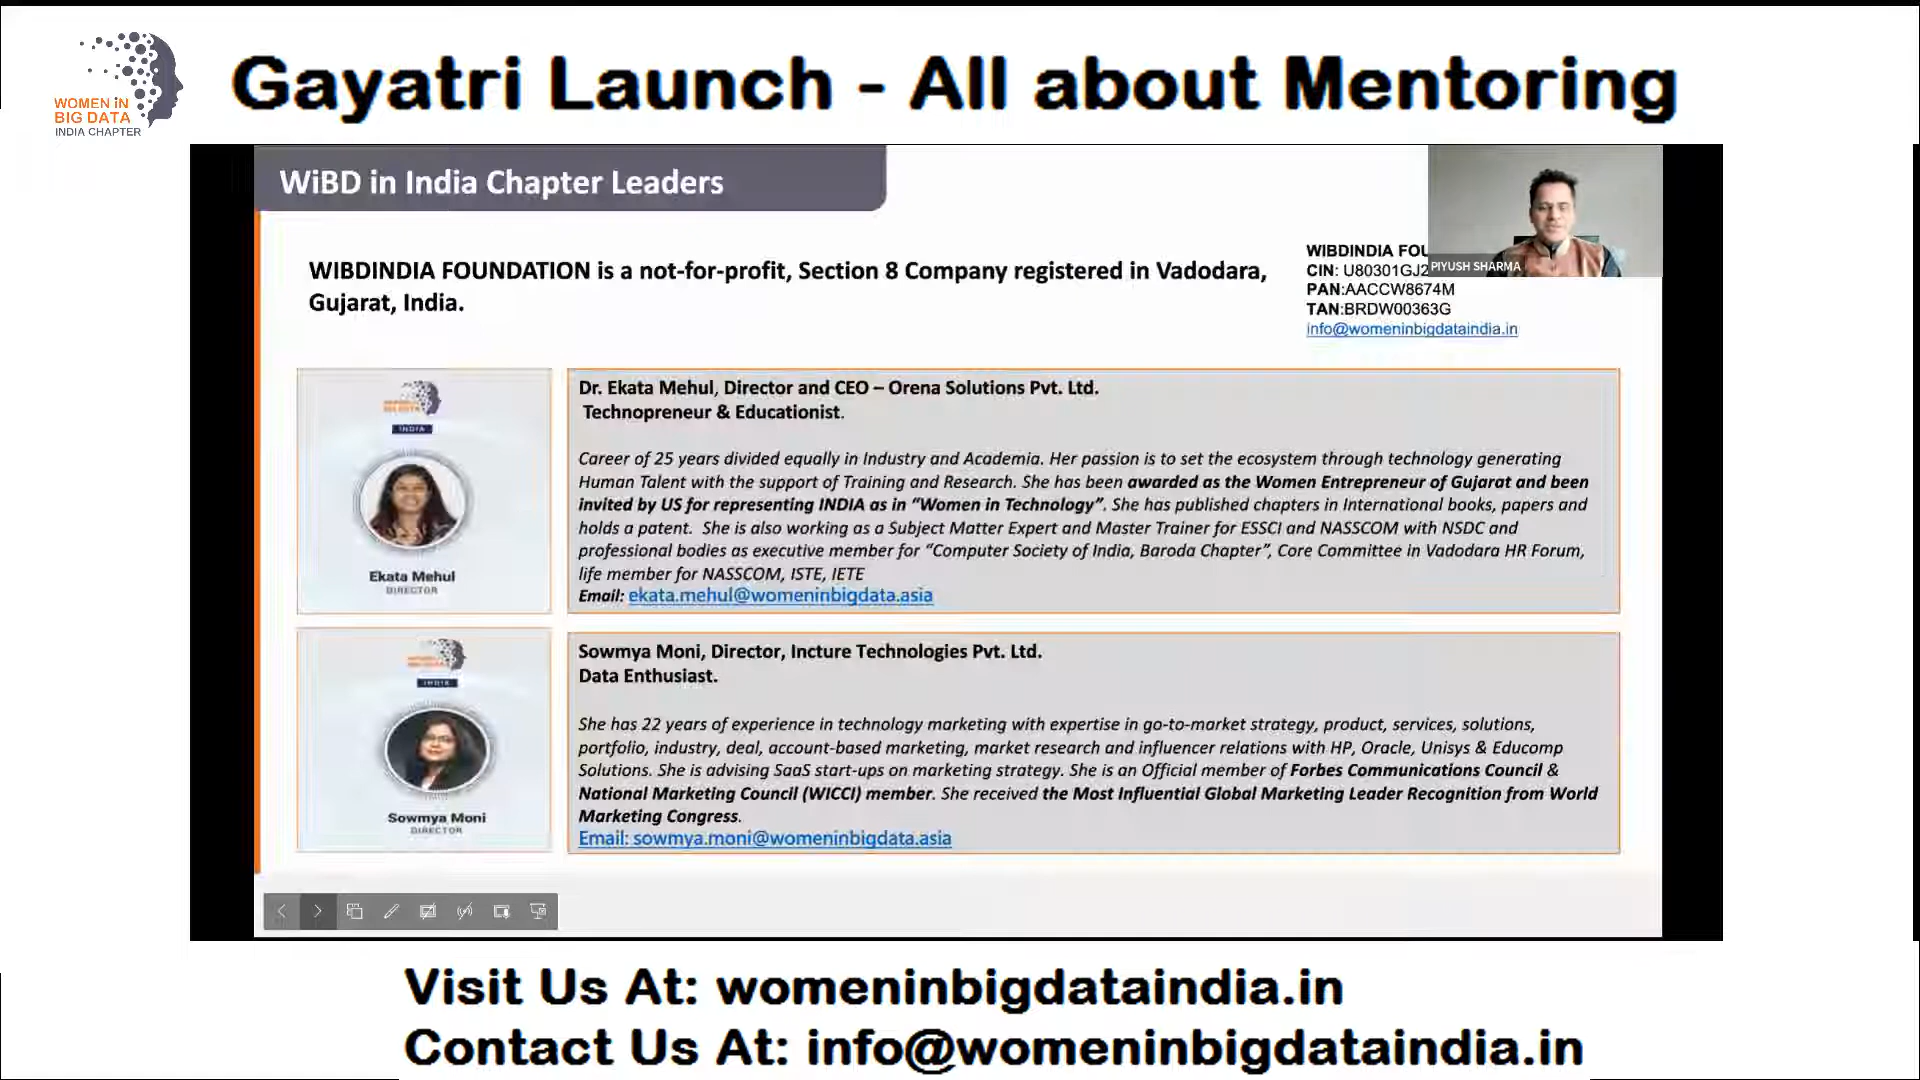 WOMEN iN
BIG DATA
INDIA CHAPTER
Gayatri Launch - All about Mentoring
WiBD in India Chapter Leaders
PIYUSH SHARMA
WIBDINDIA FOUNDATION is a not-for-profit, Section 8 Company registered in Vadodara,
Gujarat, India.
WIBDINDIA FOU
CIN: U80301GJ2
PAN:AACCW8674M
TAN:BRDW00363G
info@womeninbigdataindia.in
INDIA
Ekata Mehul
DIRECTOR
Dr. Ekata Mehul, Director and CEO – Orena Solutions Pvt. Ltd.
Technopreneur & Educationist.
Career of 25 years divided equally in Industry and Academia. Her passion is to set the ecosystem through technology generating
Human Talent with the support of Training and Research. She has been awarded as the Women Entrepreneur of Gujarat and been
invited by US for representing INDIA as in “Women in Technology”. She has published chapters in International books, papers and
holds a patent. She is also working as a Subject Matter Expert and Master Trainer for ESSCI and NASSCOM with NSDC and
professional bodies as executive member for “Computer Society of India, Baroda Chapter”, Core Committee in Vadodara HR Forum,
life member for NASSCOM, ISTE, IETE
Email: ekata.mehul@womeninbigdata.asia
INDIA
Sowmya Moni
DIRECTOR
Sowmya Moni, Director, Incture Technologies Pvt. Ltd.
Data Enthusiast.
She has 22 years of experience in technology marketing with expertise in go-to-market strategy, product, services, solutions,
portfolio, industry, deal, account-based marketing, market research and influencer relations with HP, Oracle, Unisys & Educomp
Solutions. She is advising SaaS start-ups on marketing strategy. She is an Official member of Forbes Communications Council &
National Marketing Council (WICCI) member. She received the Most Influential Global Marketing Leader Recognition from World
Marketing Congress.
Email: sowmya.moni@womeninbigdata.asia
Visit Us At: womeninbigdataindia.in
Contact Us At: info@womeninbigdataindia.in